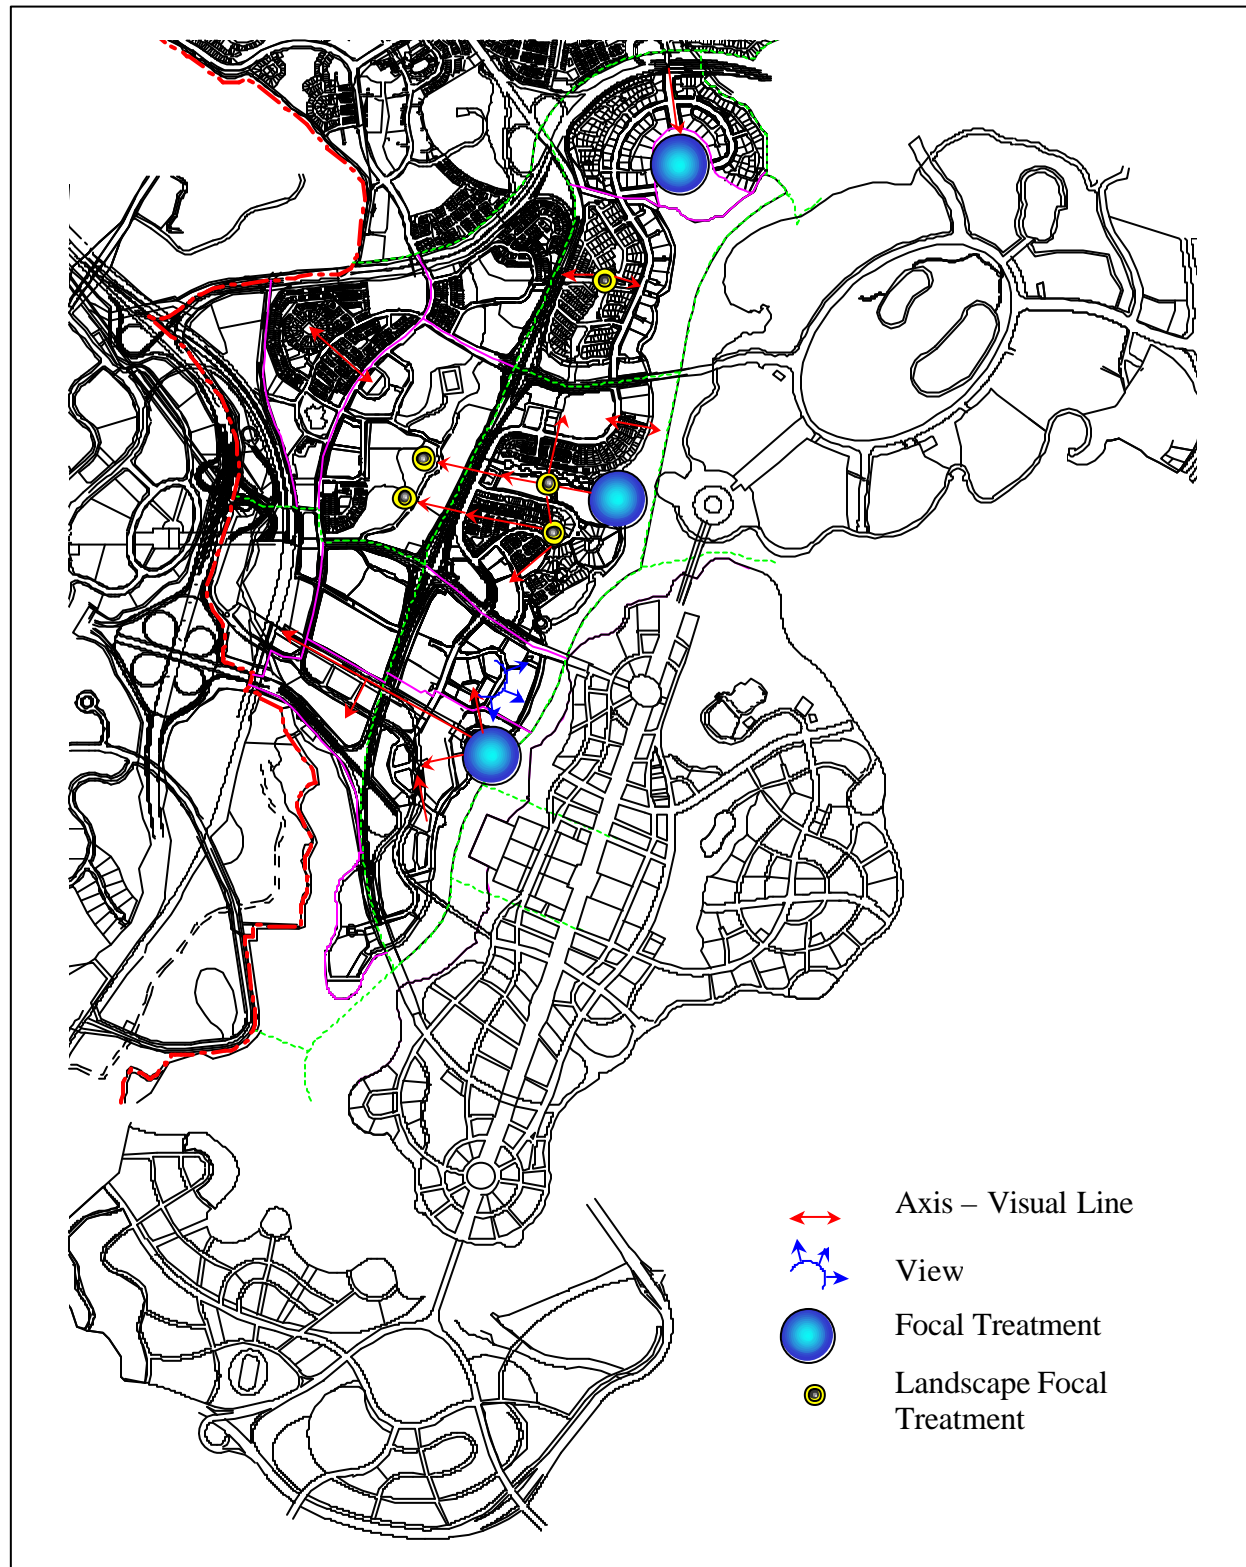 Axis – Visual Line
View
Focal Treatment
Landscape Focal
Treatment